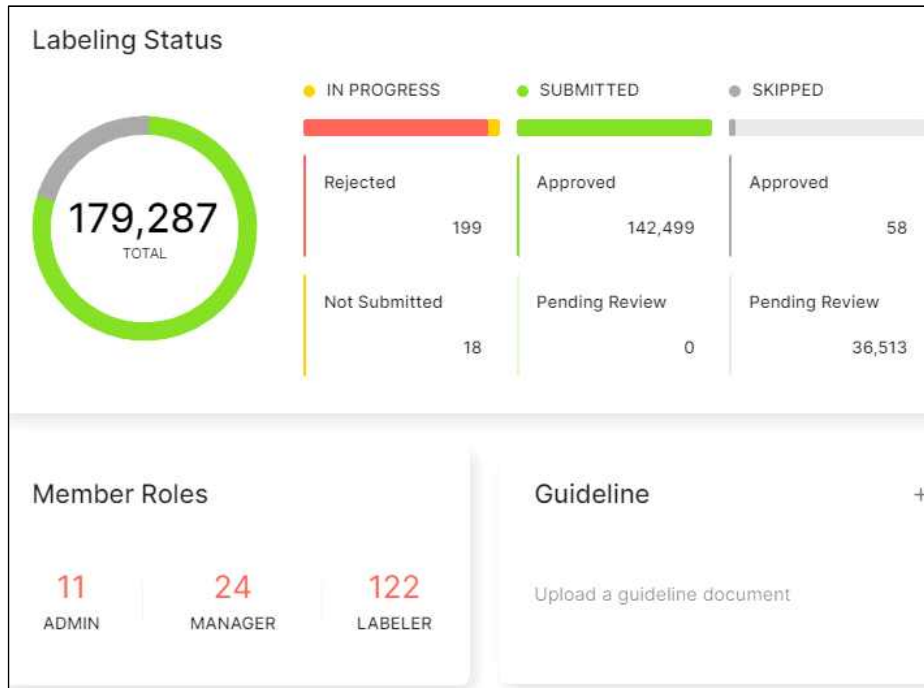 Labeling Status
179,287
TOTAL
IN PROGRESS
SUBMITTED
SKIPPED
Rejected
199
Approved
142,499
Approved
58
Not Submitted
18
Pending Review
0
Pending Review
36,513
Member Roles
11
ADMIN
24
MANAGER
122
LABELER
Guideline
+
Upload a guideline document